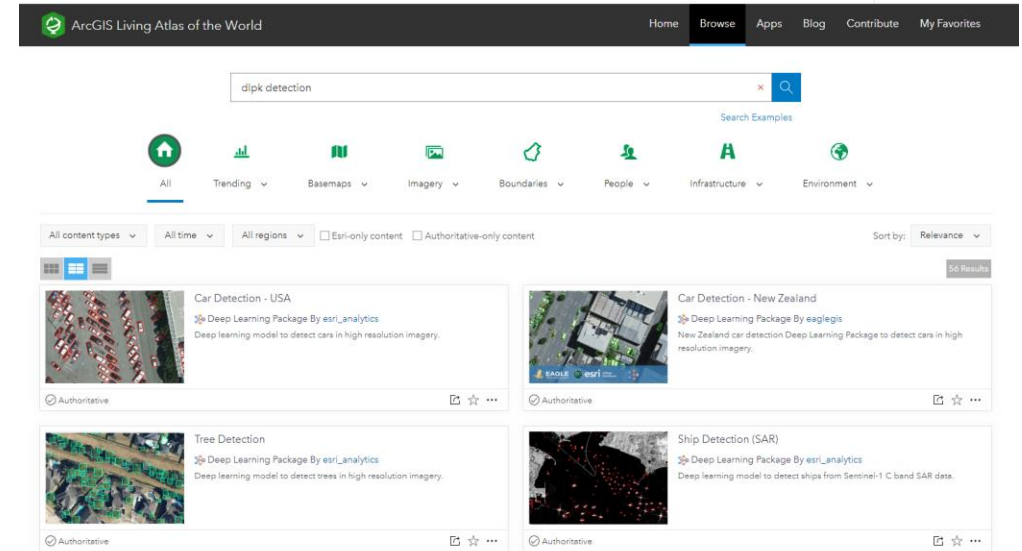 ArcGIS Living Atlas of the World
Home Browse Apps Blog Contribute My Favorites
dlpk detection
Search Examples
All Trending Basemaps Imagery Boundaries People Infrastructure Environment
All content types All time All regions Esri-only content Authoritative-only content Sort by: Relevance
56 Results
Car Detection - USA
Deep Learning Package By esri_analytics
Deep learning model to detect cars in high resolution imagery.
Authoritative
Car Detection - New Zealand
Deep Learning Package By eaglegis
New Zealand car detection Deep Learning Package to detect cars in high
resolution imagery.
EAGLE esri
Authoritative
Tree Detection
Deep Learning Package By esri_analytics
Deep learning model to detect trees in high resolution imagery.
Authoritative
Ship Detection (SAR)
Deep Learning Package By esri_analytics
Deep learning model to detect ships from Sentinel-1 C band SAR data.
Authoritative